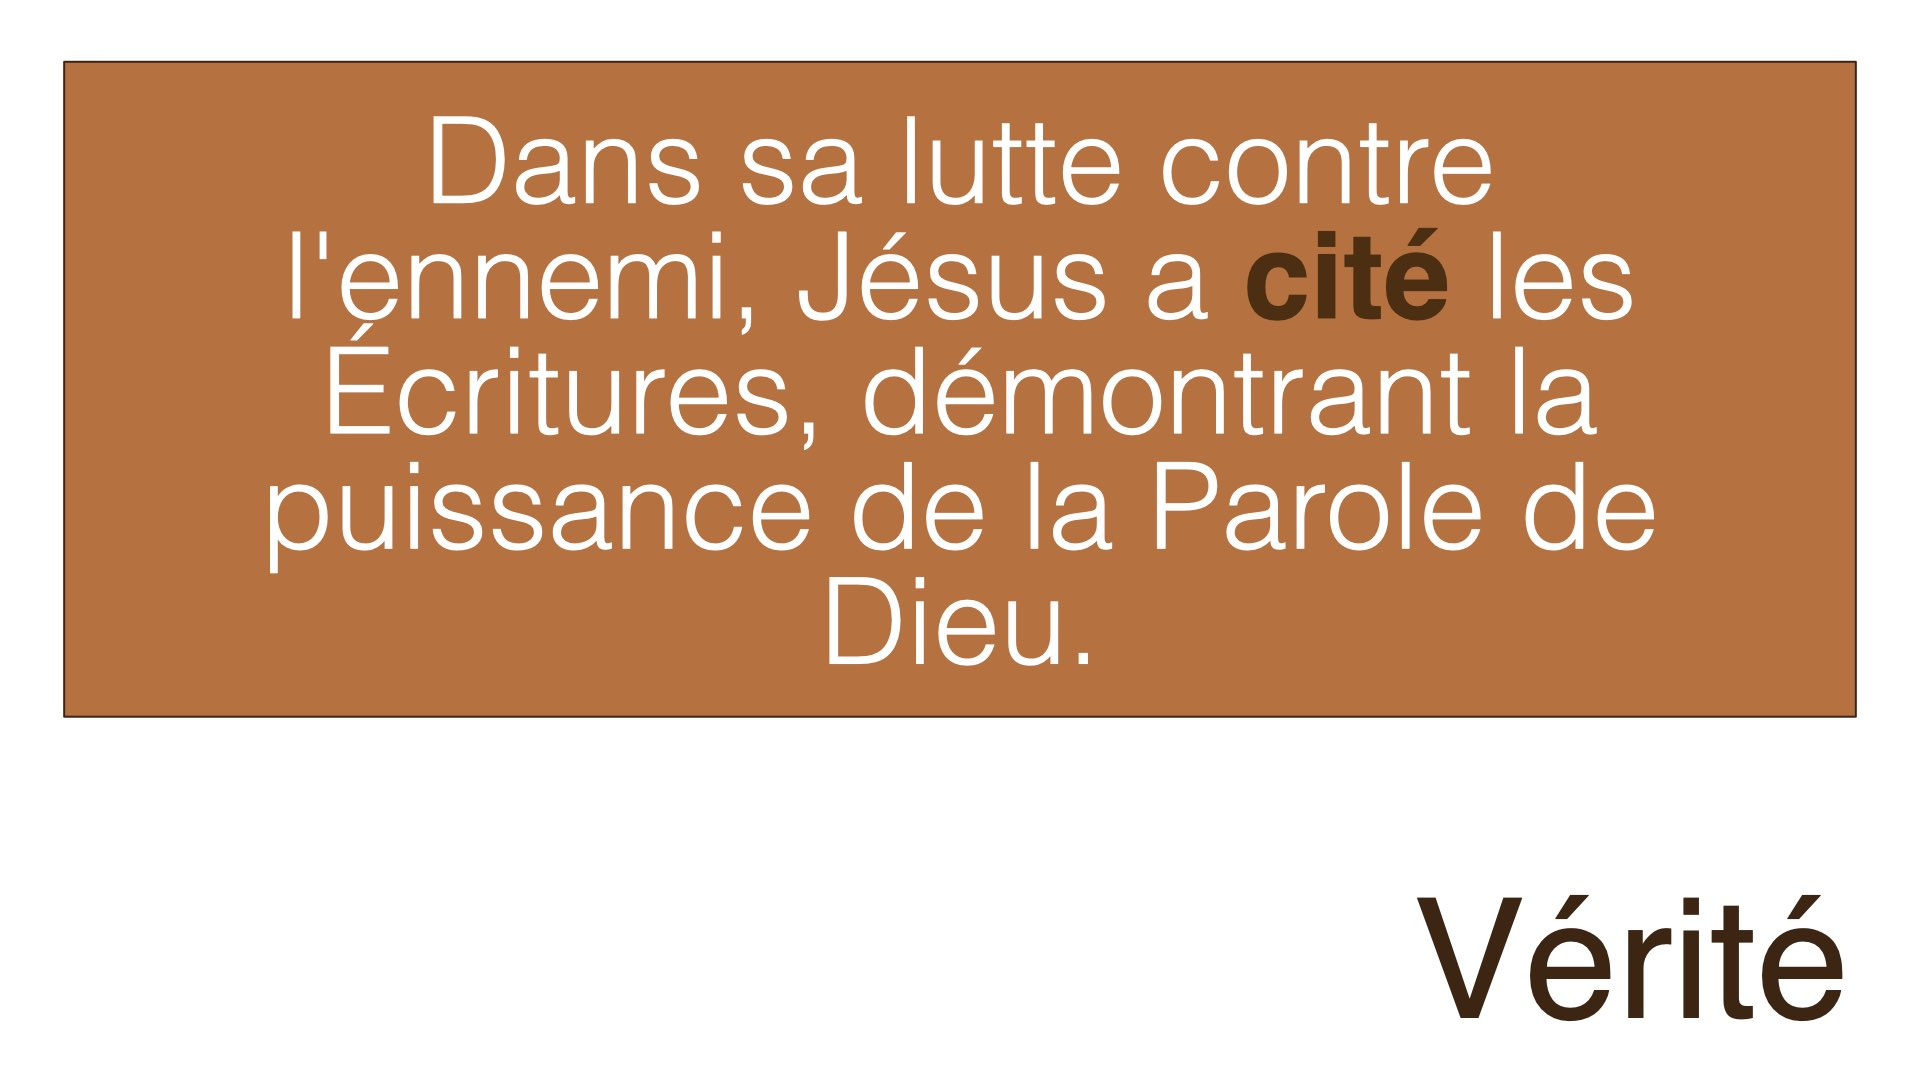 Dans sa lutte contre
l'ennemi, Jésus a cité les
Écritures, démontrant la
puissance de la Parole de
Dieu.
Vérité